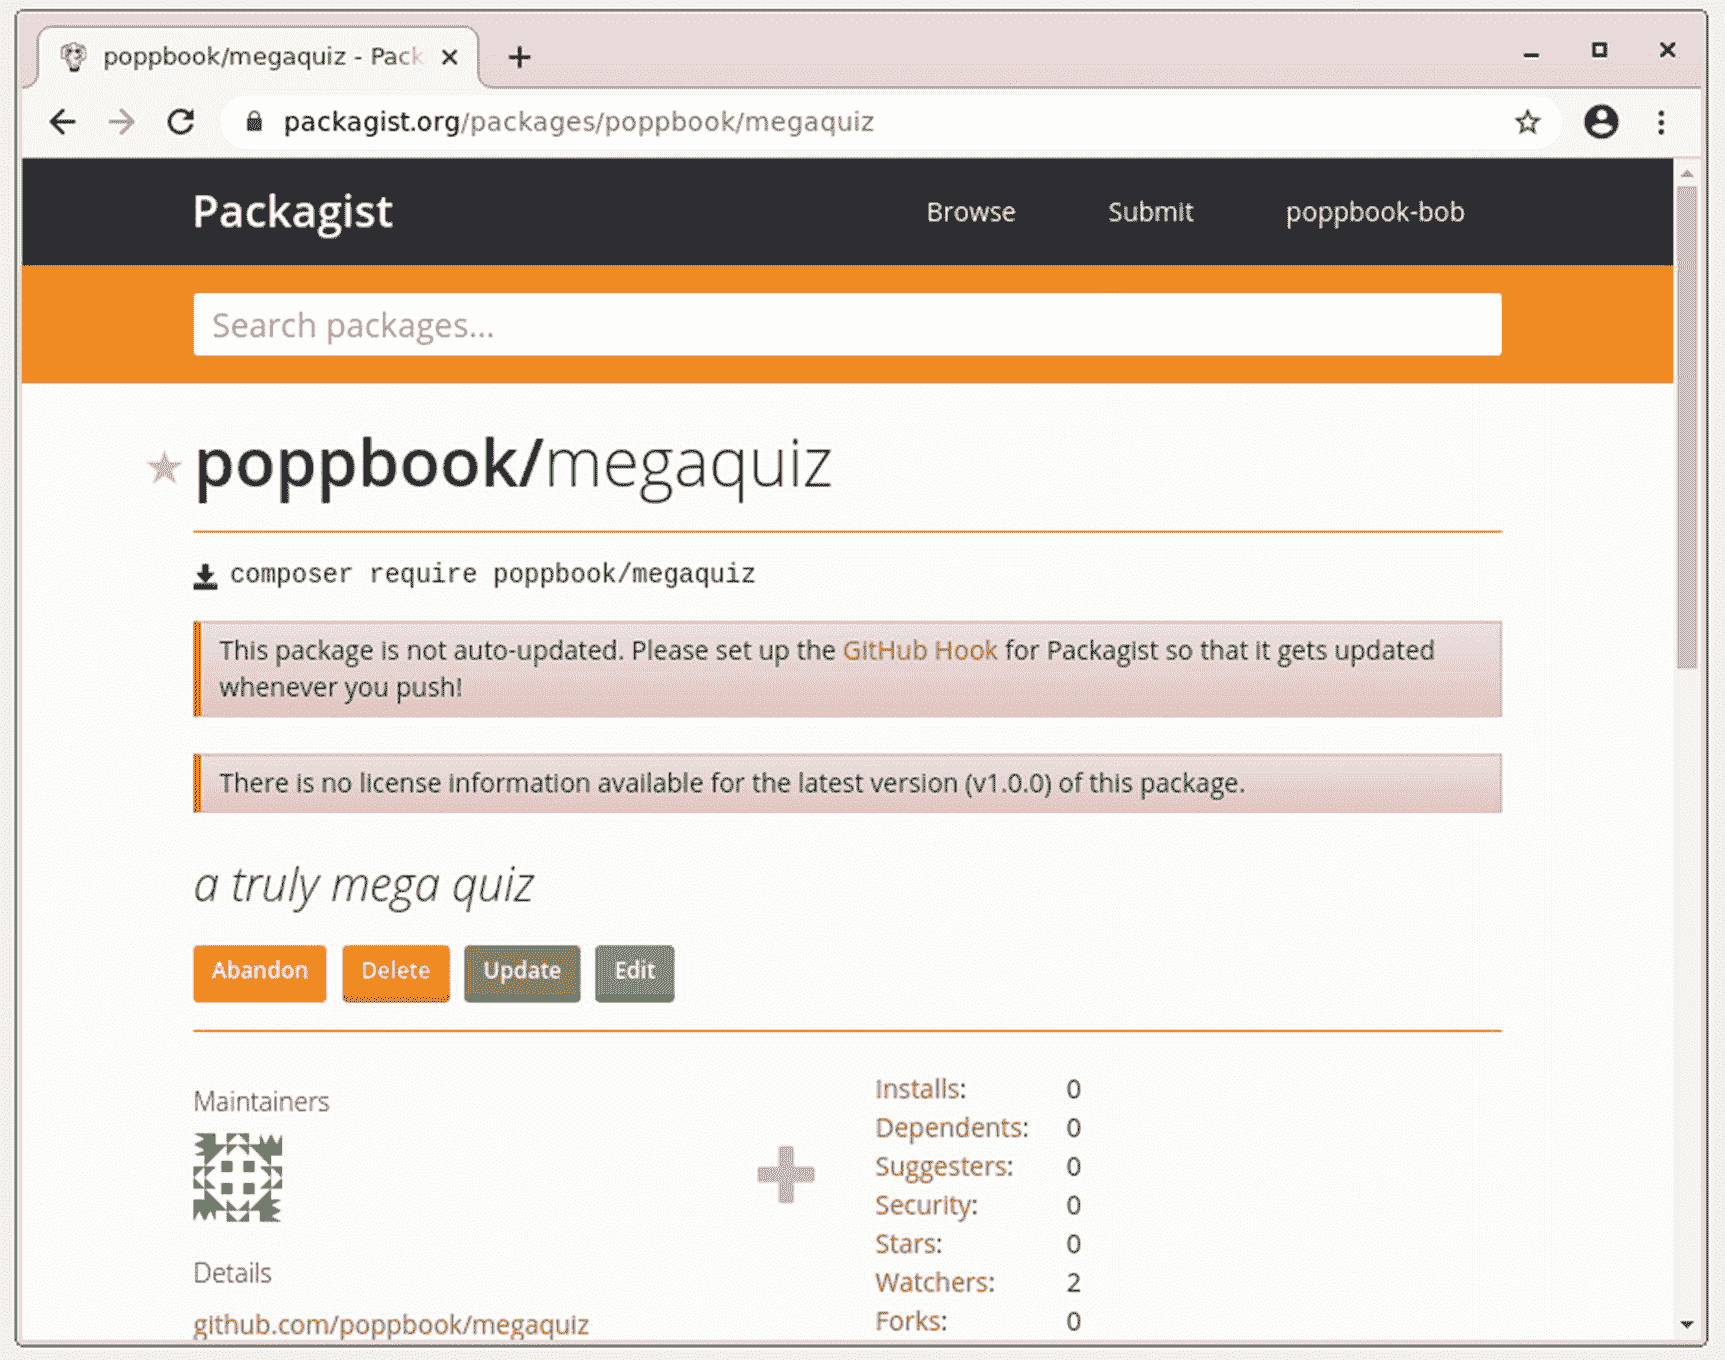 poppbook/megaquiz - Pack
packagist.org/packages/poppbook/megaquiz
Packagist Browse Submit poppbook-bob
Search packages...
poppbook/megaquiz
composer require poppbook/megaquiz
This package is not auto-updated. Please set up the GitHub Hook for Packagist so that it gets updated
whenever you push!
There is no license information available for the latest version (v1.0.0) of this package.
a truly mega quiz
Abandon Delete Update Edit
Maintainers
Details
github.com/poppbook/megaquiz
Installs: 0
Dependents: 0
Suggesters: 0
Security: 0
Stars: 0
Watchers: 2
Forks: 0